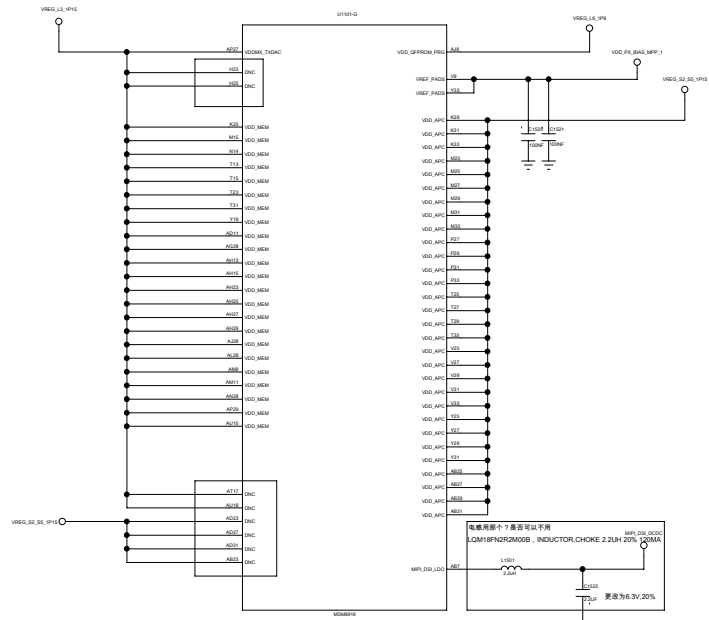 VREG_L3_1P15
U1101-G
VREG_L6_1P8
VDD_PX_BIAS_MPP_1
VREG_S2_S5_1P15
AP27 VDDMX_TXDAC
H23 DNC
H25 DNC
K25 VDD_MEM
M15 VDD_MEM
N14 VDD_MEM
T13 VDD_MEM
T15 VDD_MEM
T23 VDD_MEM
T31 VDD_MEM
Y19 VDD_MEM
AD11 VDD_MEM
AG28 VDD_MEM
AH13 VDD_MEM
AH15 VDD_MEM
AH23 VDD_MEM
AH25 VDD_MEM
AH27 VDD_MEM
AH29 VDD_MEM
AJ28 VDD_MEM
AL28 VDD_MEM
AM9 VDD_MEM
AM11 VDD_MEM
AN28 VDD_MEM
AP29 VDD_MEM
AU10 VDD_MEM
AT17 DNC
AU18 DNC
VREG_S2_S5_1P15
AD23 DNC
AD27 DNC
AD31 DNC
AB23 DNC
VDD_QFPROM_PRG AJ8
VREF_PADS V9
VREF_PADS Y33
VDD_APC K29
VDD_APC K31
VDD_APC K33
VDD_APC M23
VDD_APC M25
VDD_APC M27
VDD_APC M29
VDD_APC M31
VDD_APC M33
VDD_APC P27
VDD_APC P29
VDD_APC P31
VDD_APC P33
VDD_APC T25
VDD_APC T27
VDD_APC T29
VDD_APC T33
VDD_APC V25
VDD_APC V27
VDD_APC V29
VDD_APC V31
VDD_APC V33
VDD_APC Y25
VDD_APC Y27
VDD_APC Y29
VDD_APC Y31
VDD_APC AB25
VDD_APC AB27
VDD_APC AB29
VDD_APC AB31
MIPI_DSI_LDO AB7
C1520 C1521
100NF 100NF
电感用那个？是否可以不用
LQM18FN2R2M00B，INDUCTOR,CHOKE 2.2UH 20% 120MA
MIPI_DSI_DCDC
L1501
2.2uH
C1522
2.2UF
更改为6.3V,20%
MSM8916